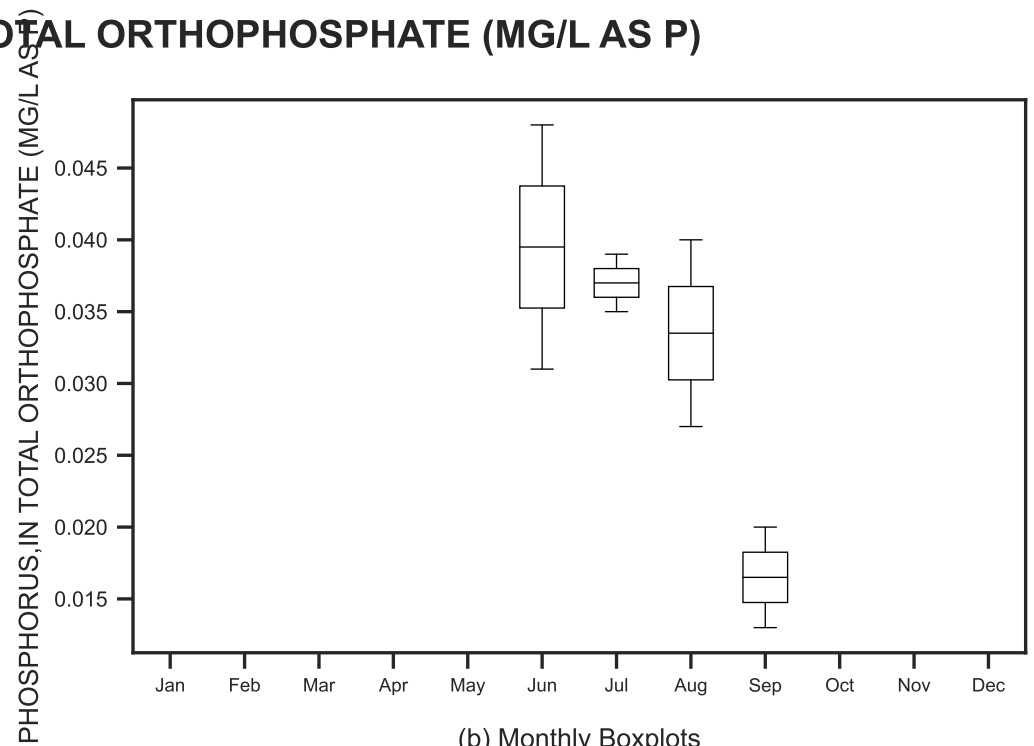 OTAL ORTHOPHOSPHATE (MG/L AS P)
PHOSPHORUS,IN TOTAL ORTHOPHOSPHATE (MG/L AS P)
0.045
0.040
0.035
0.030
0.025
0.020
0.015
Jan Feb Mar Apr May Jun Jul Aug Sep Oct Nov Dec
(b) Monthly Boxplots